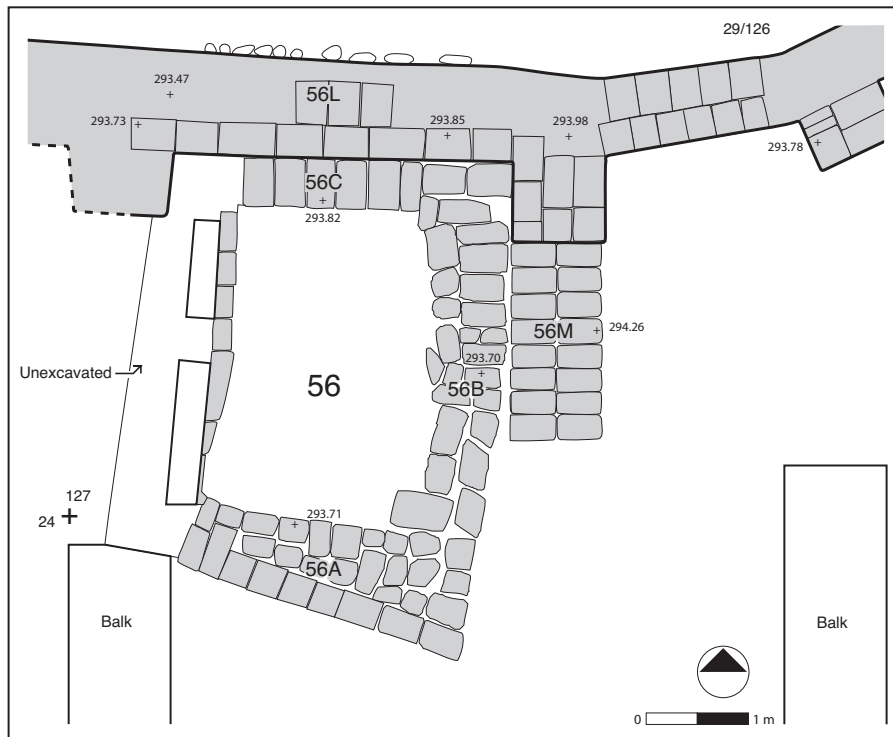 29/126
293.47
56L
293.73
293.85
293.98
293.78
56C
293.82
56M
294.26
293.70
Unexcavated
56
56B
127
24
293.71
56A
Balk
Balk
0
1 m